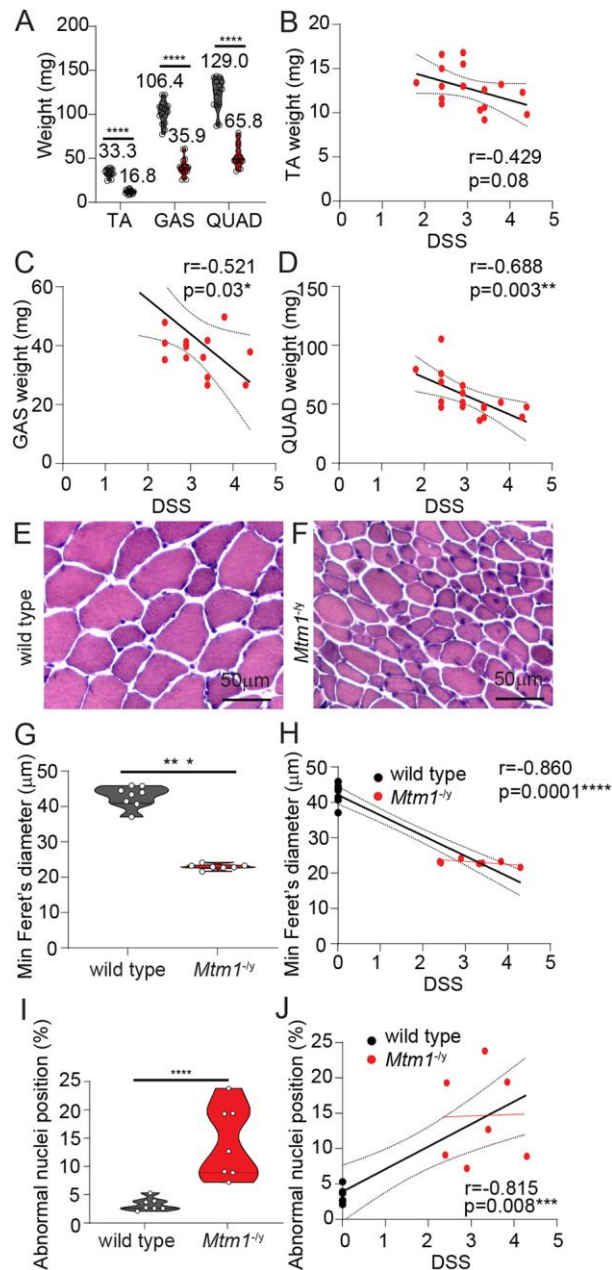 A
Weight (mg)
200
150
100
50
0
****
33.3
16.8
****
106.4
35.9
****
129.0
65.8
TA
GAS
QUAD
B
TA weight (mg)
20
15
10
5
0
r=-0.429
p=0.08
0
1
2
3
4
5
DSS
C
GAS weight (mg)
60
40
20
0
r=-0.521
p=0.03*
0
1
2
3
4
5
DSS
D
QUAD weight (mg)
150
100
50
0
r=-0.688
p=0.003**
0
1
2
3
4
5
DSS
E
wild type
50μm
F
Mtm1-/y
50μm
G
Min Feret's diameter (μm)
50
40
30
20
10
0
** *
wild type
Mtm1-/y
H
Min Feret's diameter (μm)
50
40
30
20
10
0
wild type
Mtm1-/y
r=-0.860
p=0.0001****
0
1
2
3
4
5
DSS
I
Abnormal nuclei position (%)
25
20
15
10
5
0
****
wild type
Mtm1-/y
J
Abnormal nuclei position (%)
25
20
15
10
5
0
wild type
Mtm1-/y
r=-0.815
p=0.008***
0
1
2
3
4
5
DSS